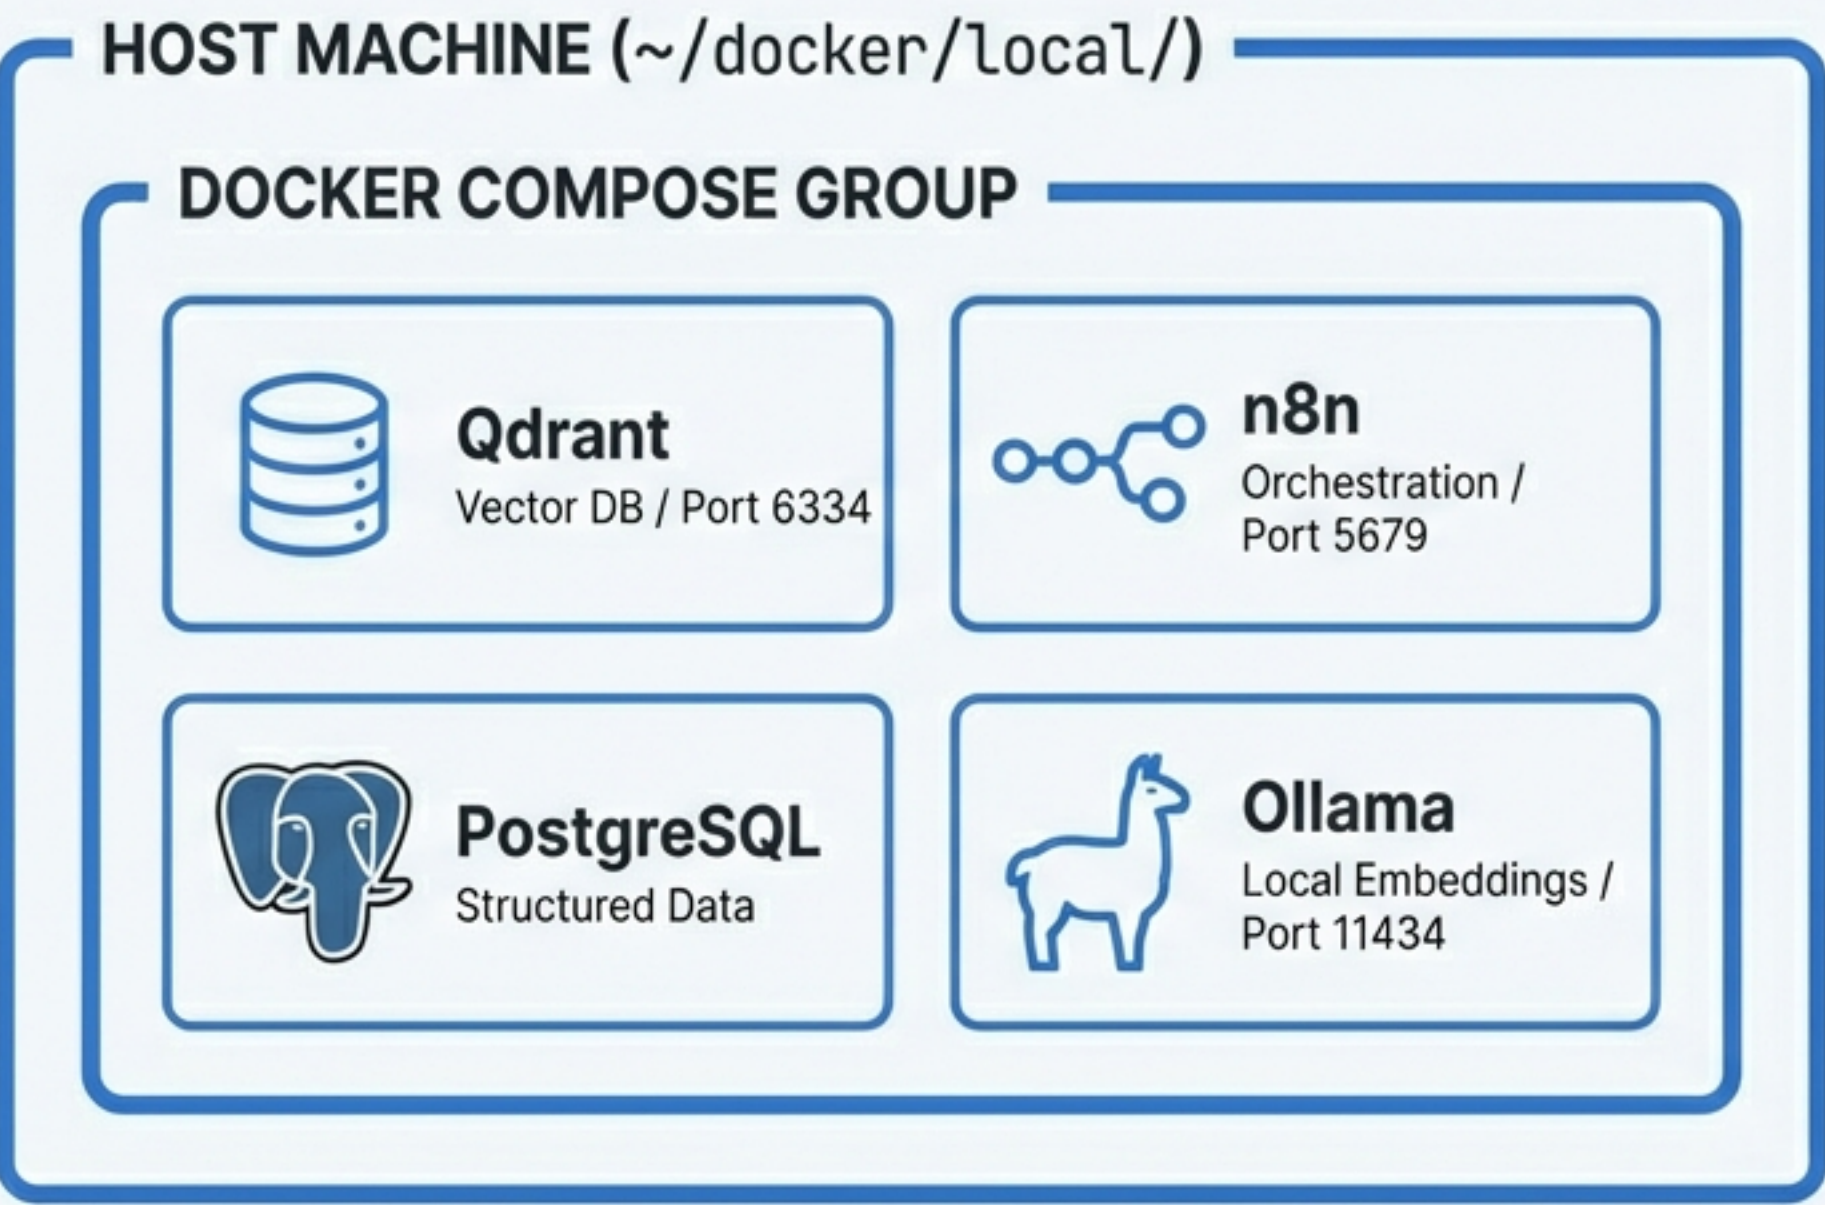 HOST MACHINE (~/docker/local/)
DOCKER COMPOSE GROUP
Qdrant
Vector DB / Port 6334
n8n
Orchestration /
Port 5679
PostgreSQL
Structured Data
Ollama
Local Embeddings /
Port 11434